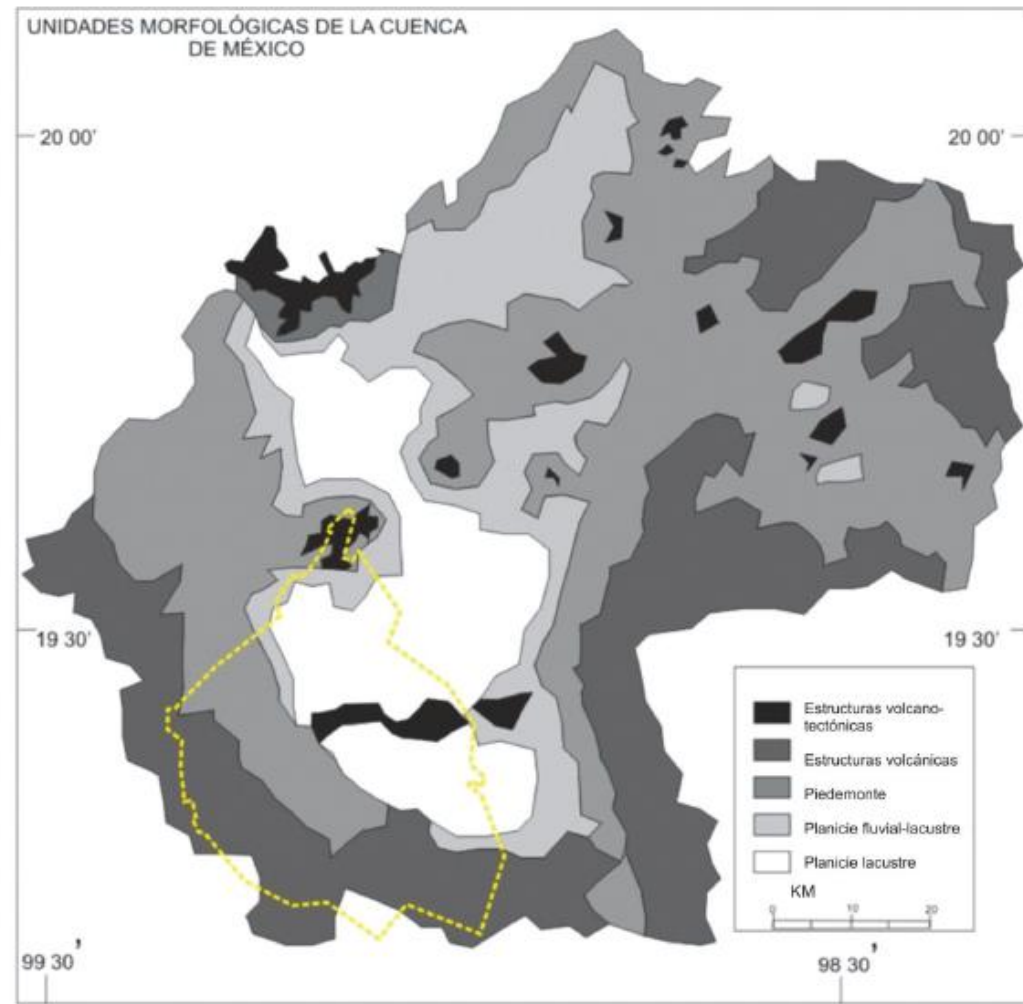 UNIDADES MORFOLÓGICAS DE LA CUENCA
DE MÉXICO
20 00'
20 00'
19 30'
19 30'
Estructuras volcano-
tectónicas
Estructuras volcánicas
Piedemonte
Planicie fluvial-lacustre
Planicie lacustre
KM
0 10 20
99 30'
98 30'